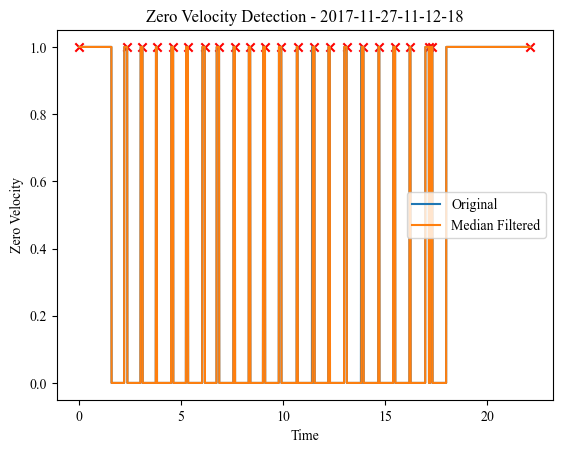 Zero Velocity Detection - 2017-11-27-11-12-18
1.0
0.8
0.6
0.4
0.2
0.0
Zero Velocity
Original
Median Filtered
0 5 10 15 20
Time